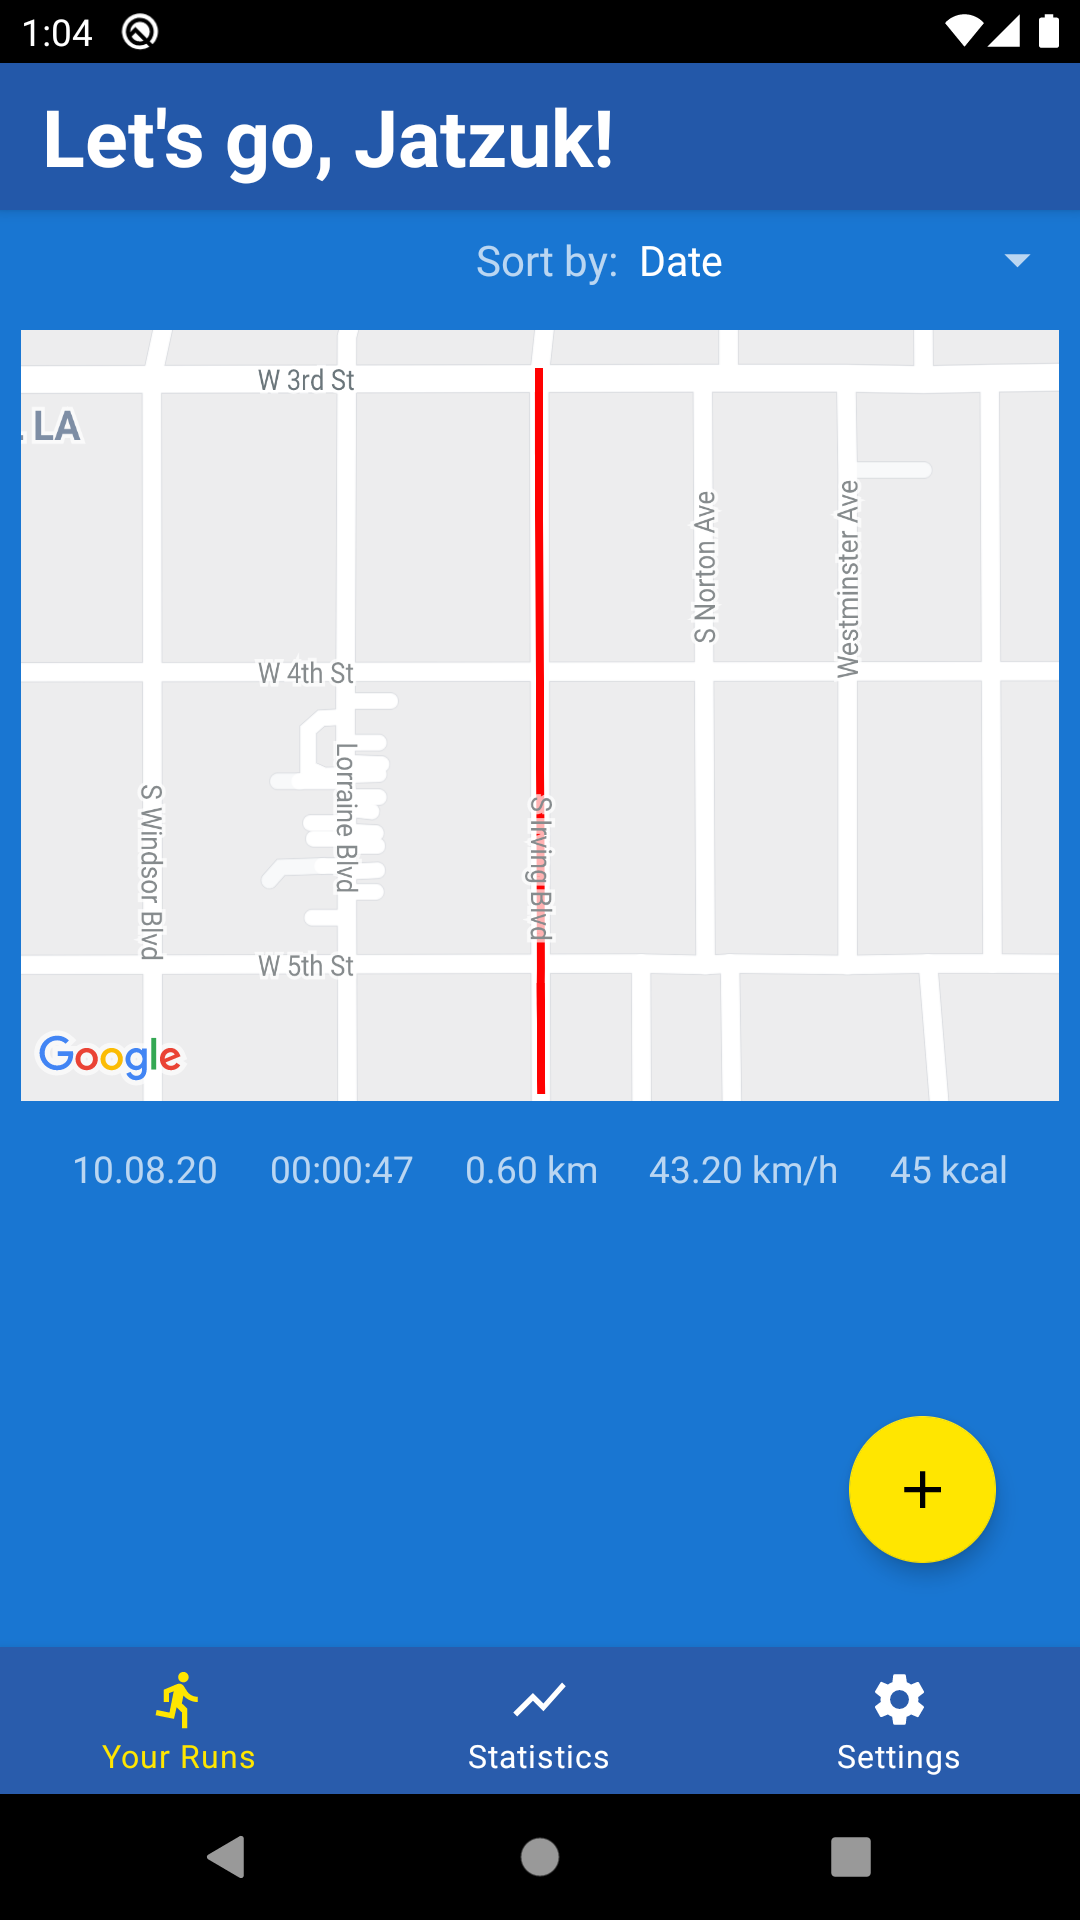 1:04
Let's go, Jatzuk!
Sort by: Date
W 3rd St
LA
S Norton Ave
Westminster Ave
W 4th St
S Windsor Blvd
Lorraine Blvd
S Irving Blvd
W 5th St
Google
10.08.20 00:00:47 0.60 km 43.20 km/h 45 kcal
+
Your Runs Statistics Settings